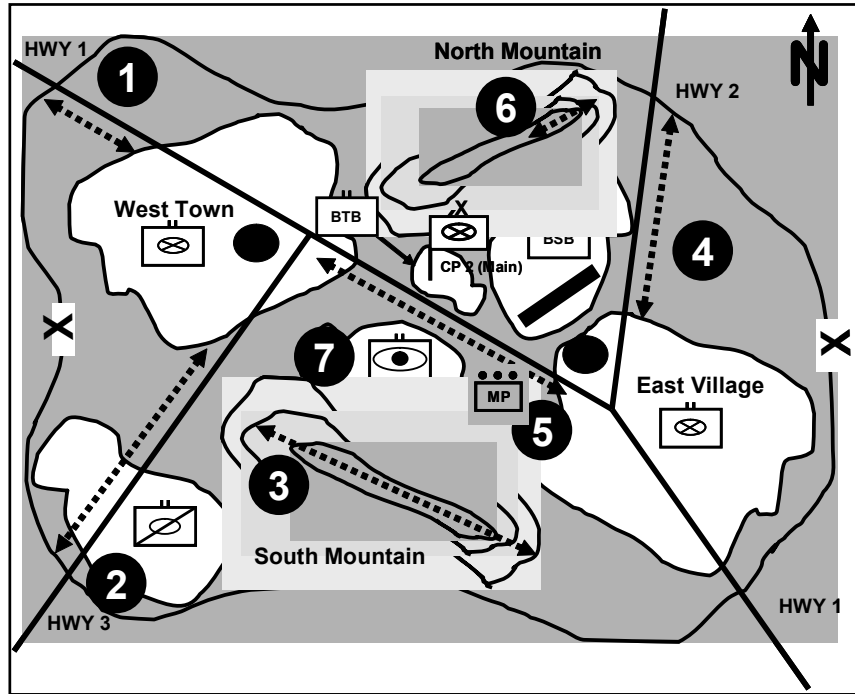 HWY 1
1
North Mountain
N
6
HWY 2
West Town
BTB
X
BSB
CP 2 (Main)
4
X
X
7
MP
East Village
5
3
South Mountain
2
HWY 3
HWY 1